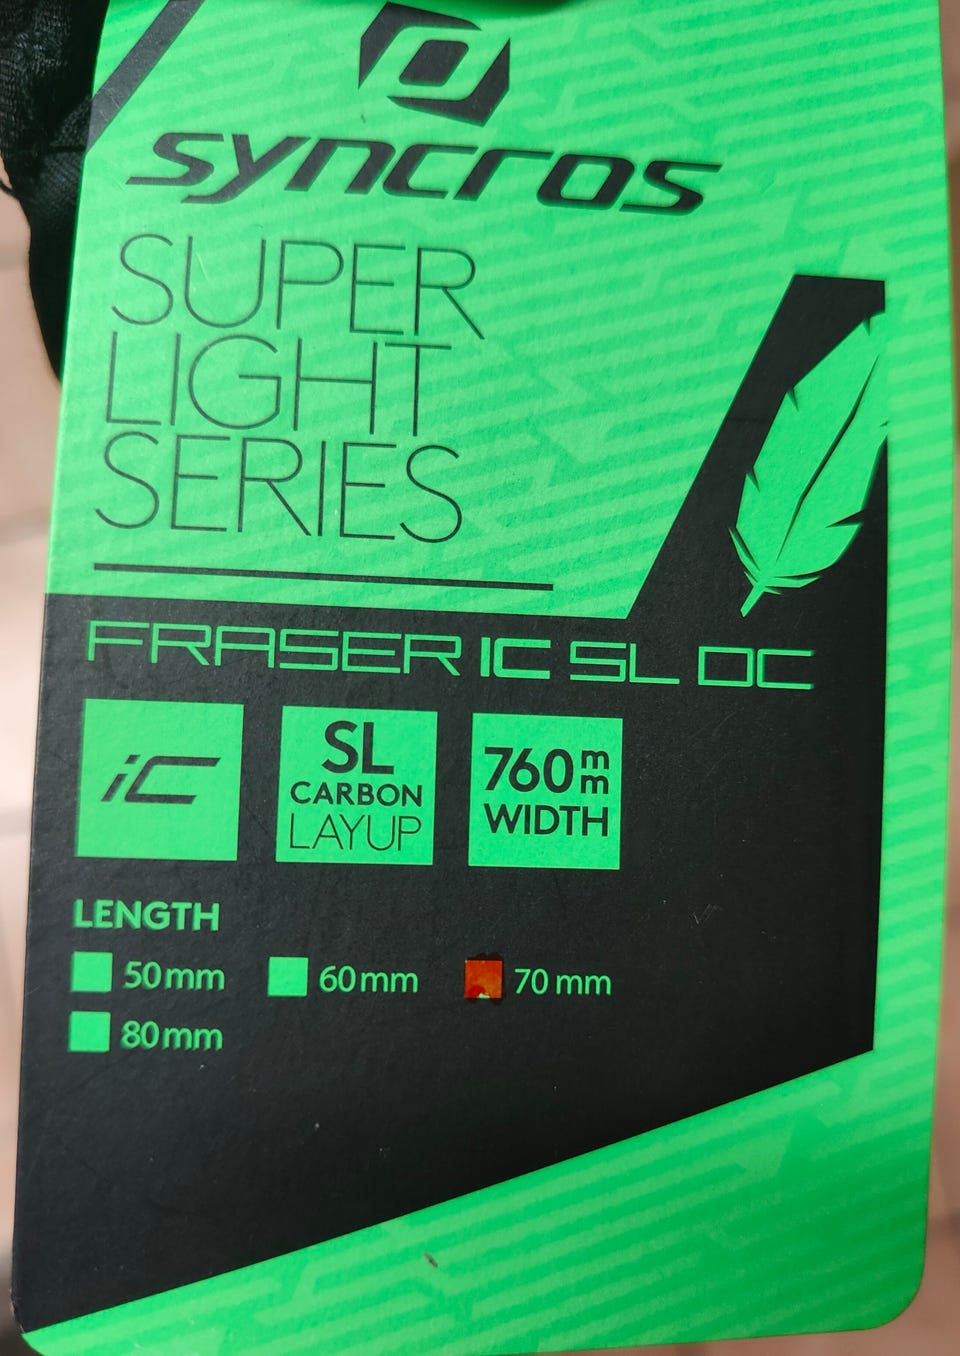 syncros
SUPER
LIGHT
SERIES
FRASER IC SL DC
iC
SL
CARBON
LAYUP
760mm
WIDTH
LENGTH
50mm 60mm 70 mm
80mm